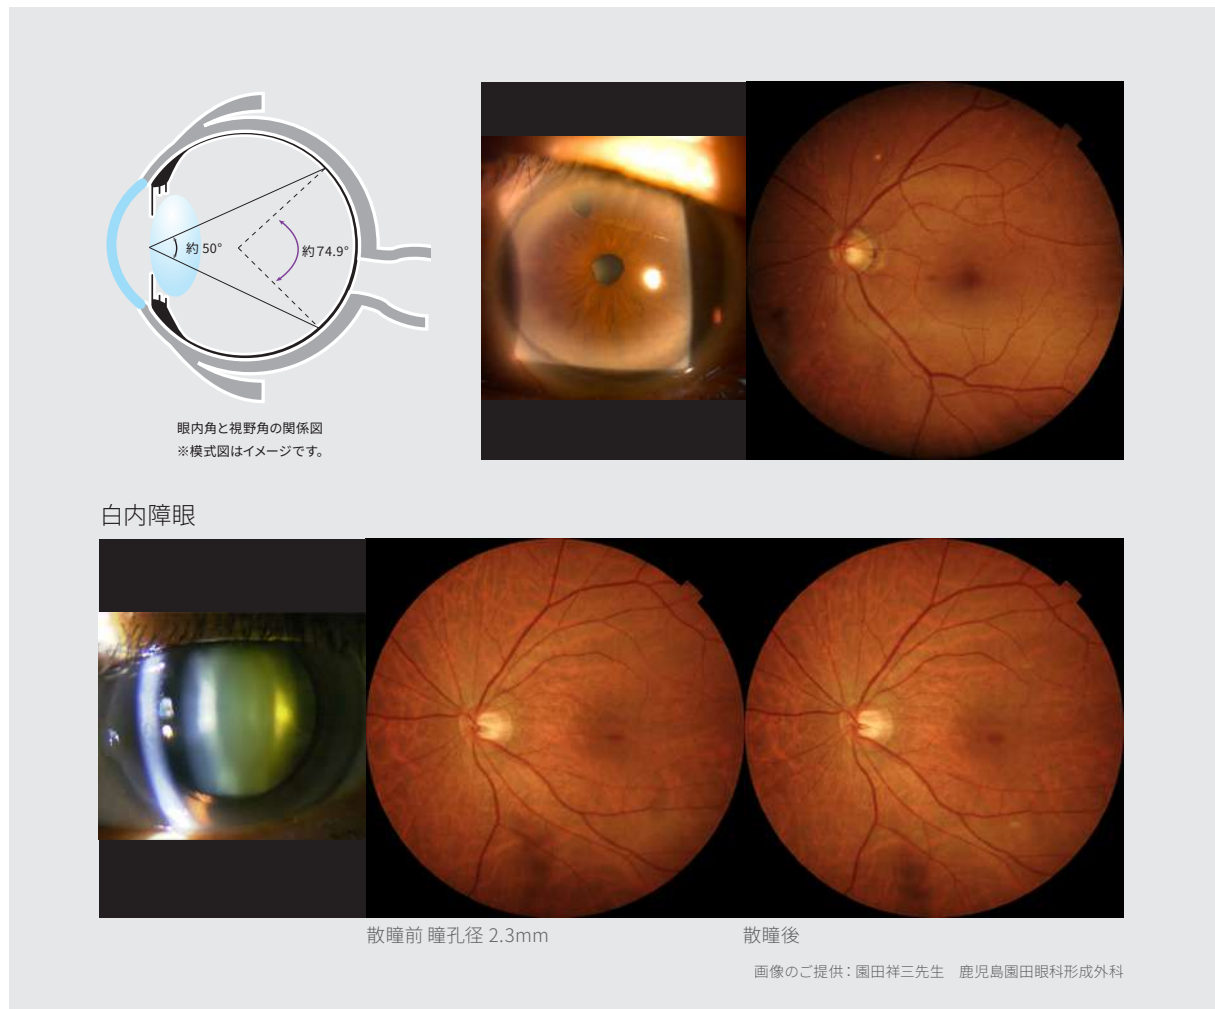 約 50°
約 74.9°
眼内角と視野角の関係図
※模式図はイメージです。
白内障眼
散瞳前 瞳孔径 2.3mm
散瞳後
画像のご提供：園田祥三先生　鹿児島園田眼科形成外科